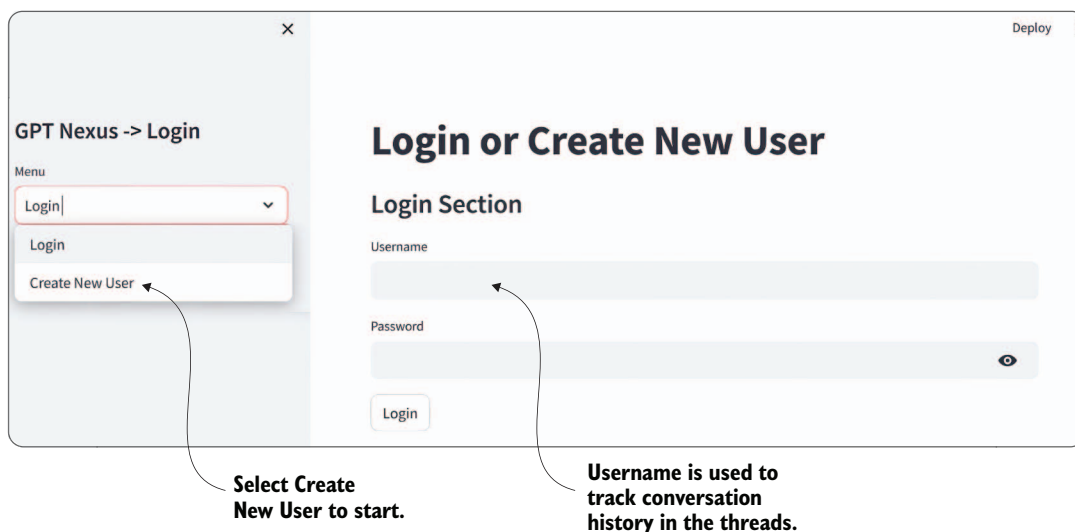 Deploy
GPT Nexus -> Login
Menu
Login
Login
Create New User
Login or Create New User
Login Section
Username
Password
Login
Select Create
New User to start.
Username is used to
track conversation
history in the threads.